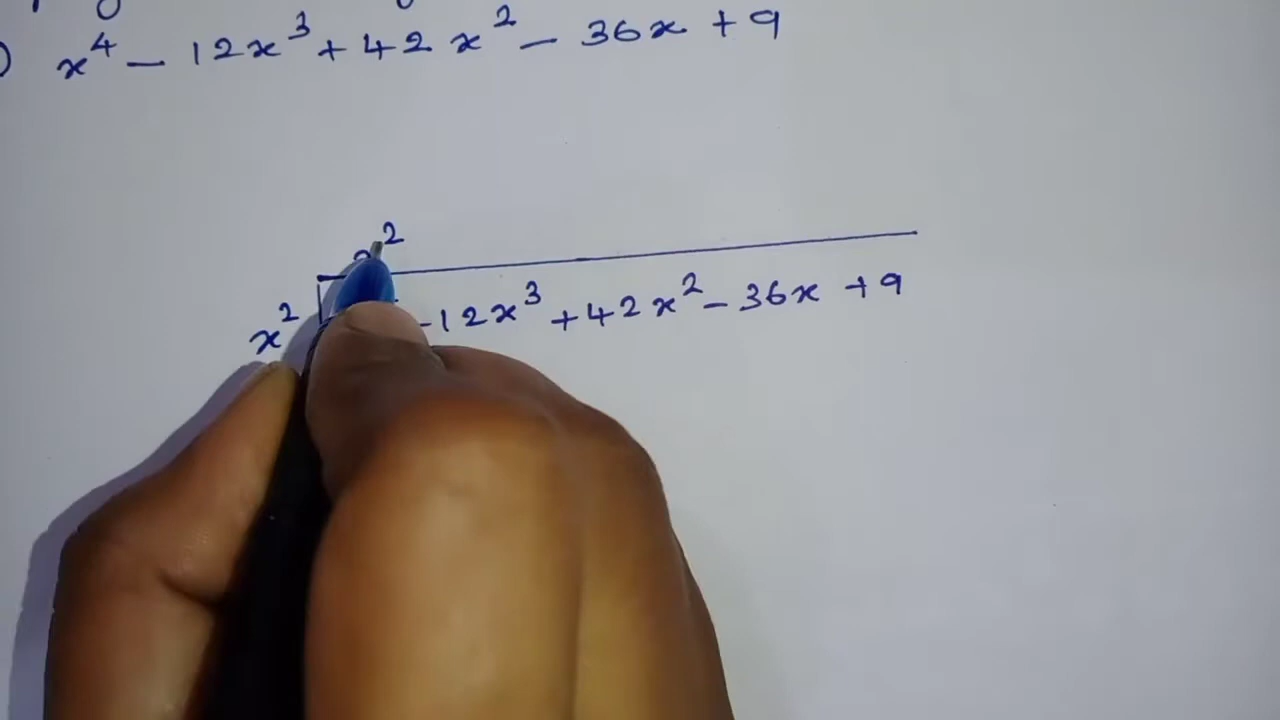 ) x⁴ - 12x³ + 42x² - 36x + 9
x²
x² -12x³ + 42x² - 36x + 9